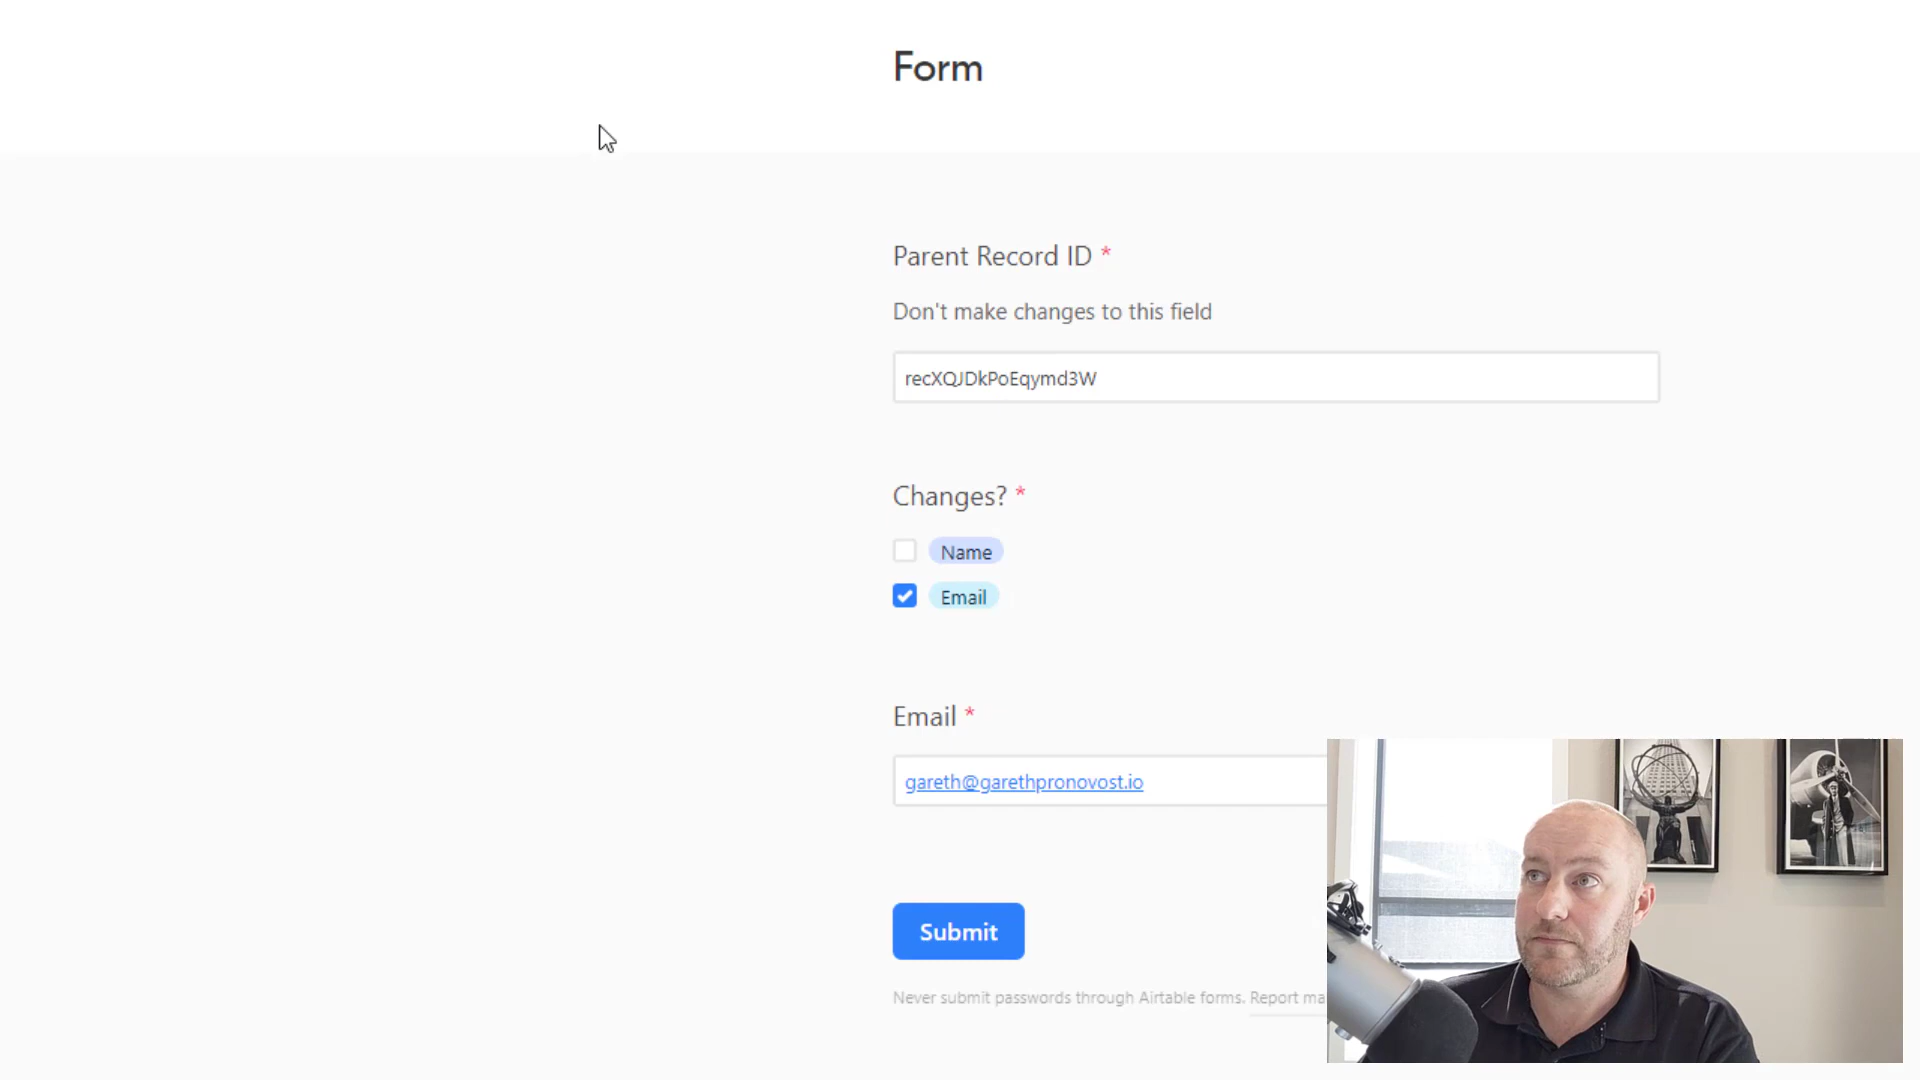 Form
Parent Record ID *
Don't make changes to this field
recXQJDkPoEqymd3W
Changes? *
Name
Email
Email *
gareth@garethpronovost.io
Submit
Never submit passwords through Airtable forms. Report ma